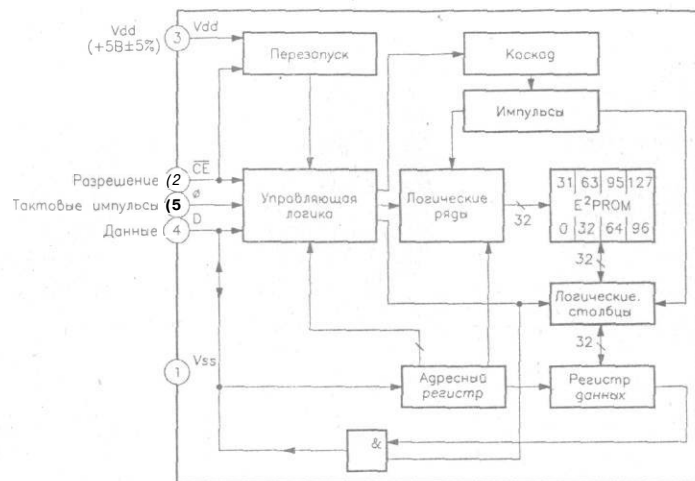 Vdd
(+5В±5%)
3
Vdd
Перезапуск
Каскад
Импульсы
Разрешение
2
CE
Тактовые импульсы
5
ø
Данные
4
D
Управляющая
логика
Логические
ряды
32
31 63 95 127
E²PROM
0 32 64 96
32
Логические
столбцы
32
1
Vss
Адресный
регистр
Регистр
данных
&